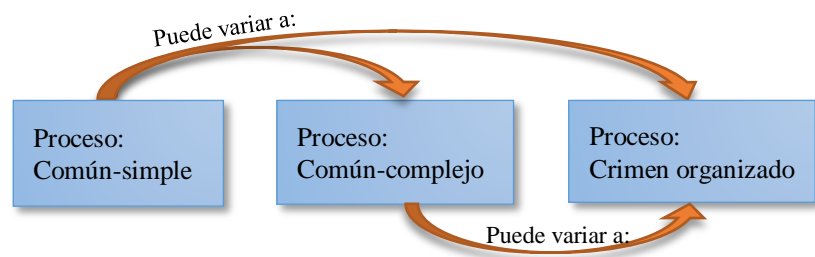 Puede variar a:
Proceso:
Común-simple
Proceso:
Común-complejo
Proceso:
Crimen organizado
Puede variar a: